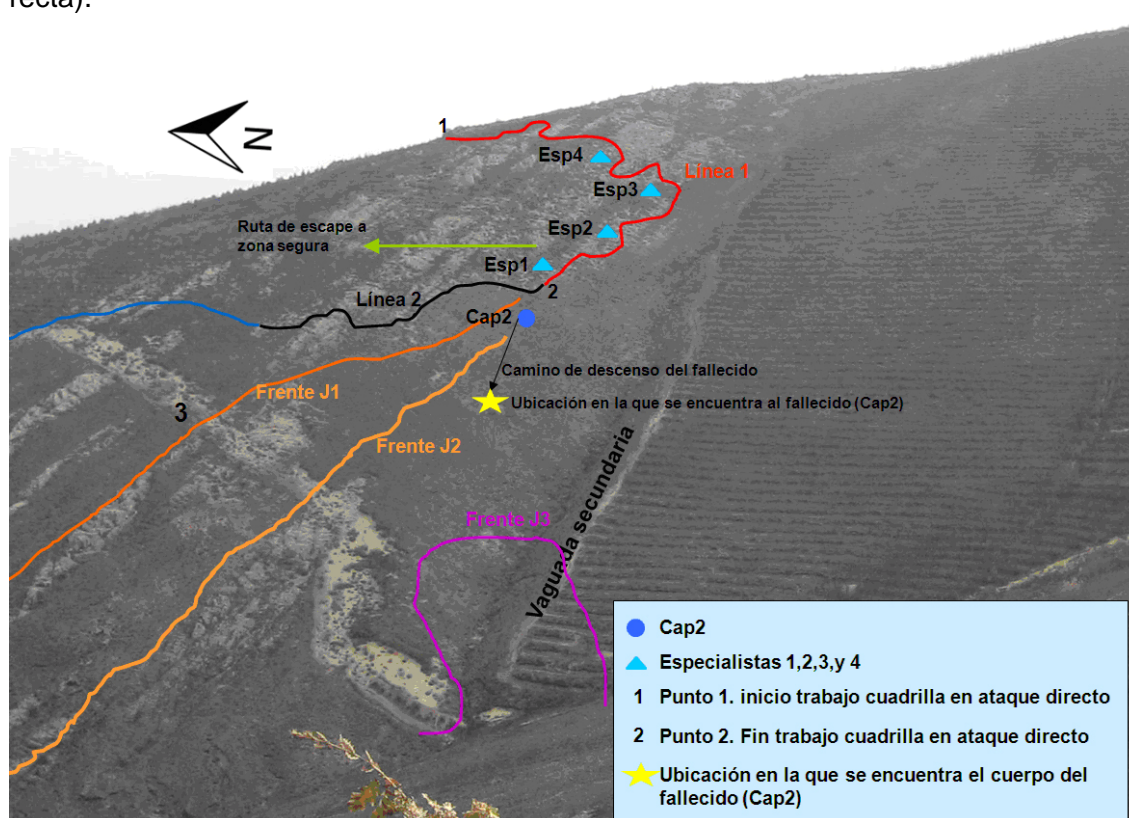 recta).
N
1
Esp4
Esp3
Línea 1
Esp2
Ruta de escape a
zona segura
Esp1
2
Línea 2
Cap2
Camino de descenso del fallecido
Frente J1
Ubicación en la que se encuentra al fallecido (Cap2)
3
Frente J2
Frente J3
Vaguada secundaria
Cap2
Especialistas 1,2,3,y 4
1 Punto 1. inicio trabajo cuadrilla en ataque directo
2 Punto 2. Fin trabajo cuadrilla en ataque directo
Ubicación en la que se encuentra el cuerpo del
fallecido (Cap2)